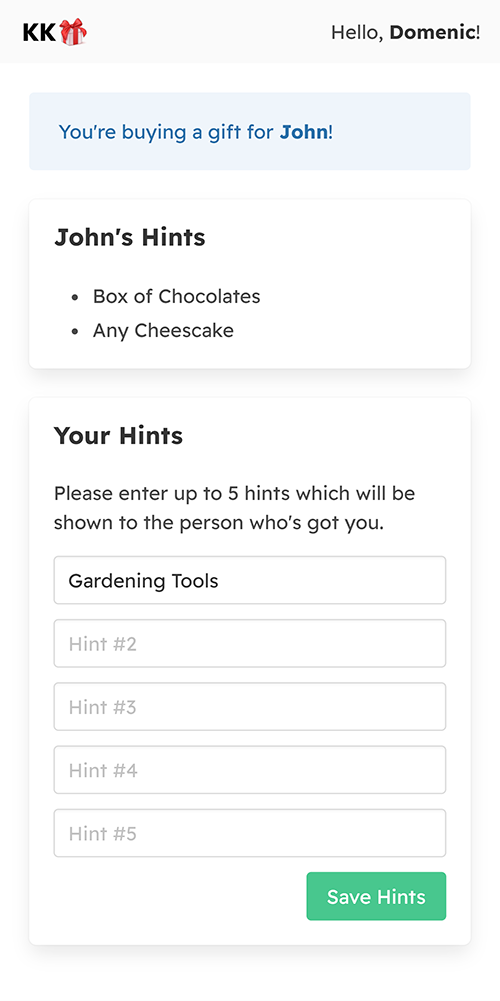 KK
Hello, Domenic!
You're buying a gift for John!
John's Hints
Box of Chocolates
Any Cheescake
Your Hints
Please enter up to 5 hints which will be
shown to the person who's got you.
Gardening Tools
Hint #2
Hint #3
Hint #4
Hint #5
Save Hints